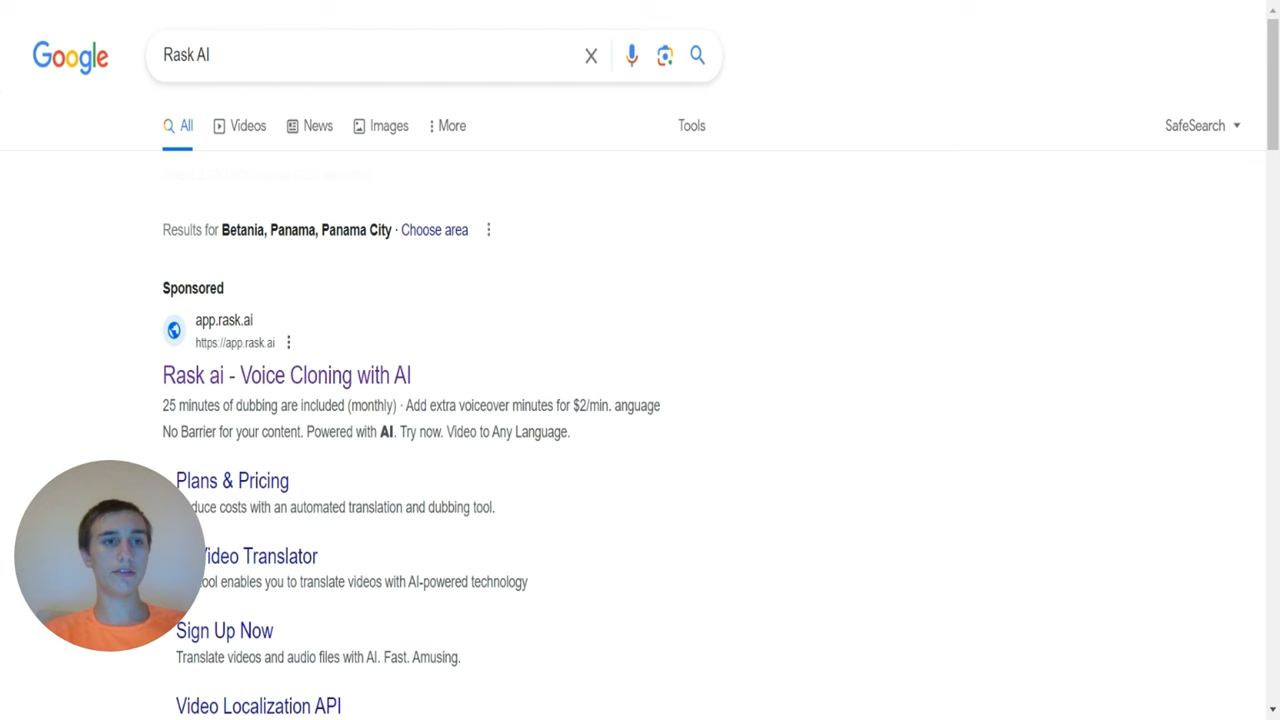 Google
Rask AI
All
Videos
News
Images
More
Tools
SafeSearch
Results for Betania, Panama, Panama City · Choose area
Sponsored
app.rask.ai
https://app.rask.ai
Rask ai - Voice Cloning with AI
25 minutes of dubbing are included (monthly) · Add extra voiceover minutes for $2/min. anguage
No Barrier for your content. Powered with AI. Try now. Video to Any Language.
Plans & Pricing
duce costs with an automated translation and dubbing tool.
Video Translator
tool enables you to translate videos with AI-powered technology
Sign Up Now
Translate videos and audio files with AI. Fast. Amusing.
Video Localization API